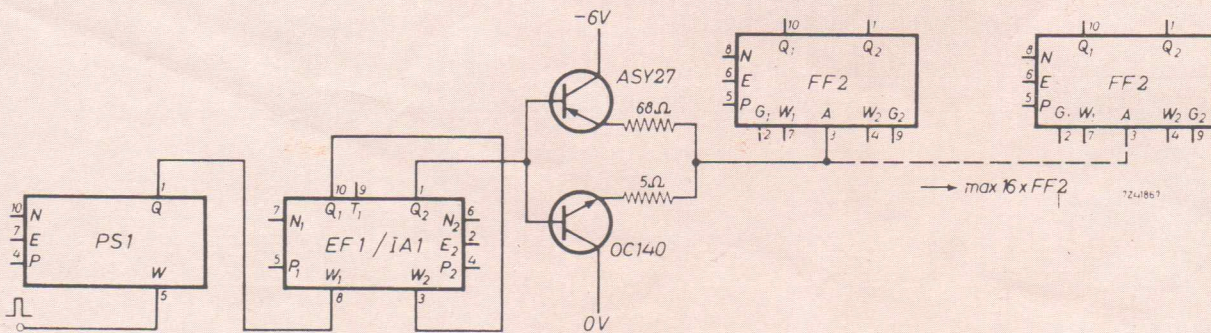 -6V
ASY27
68Ω
5Ω
OC140
0V
1
Q
10 N
7 E
4 P
PS1
W
5
10 9 1
Q₁ T₁ Q₂
7 N₁ N₂ 6
E₂ 2
5 P₁ P₂ 4
EF1/IA1
W₁ W₂
8 3
10 1
Q₁ Q₂
8 N
6 E
5 P
FF2
G₁ W₁ A W₂ G₂
2 7 3 4 9
10 1
Q₁ Q₂
8 N
6 E
5 P
FF2
G₁ W₁ A W₂ G₂
2 7 3 4 9
→ max 16 x FF2
7Z41867